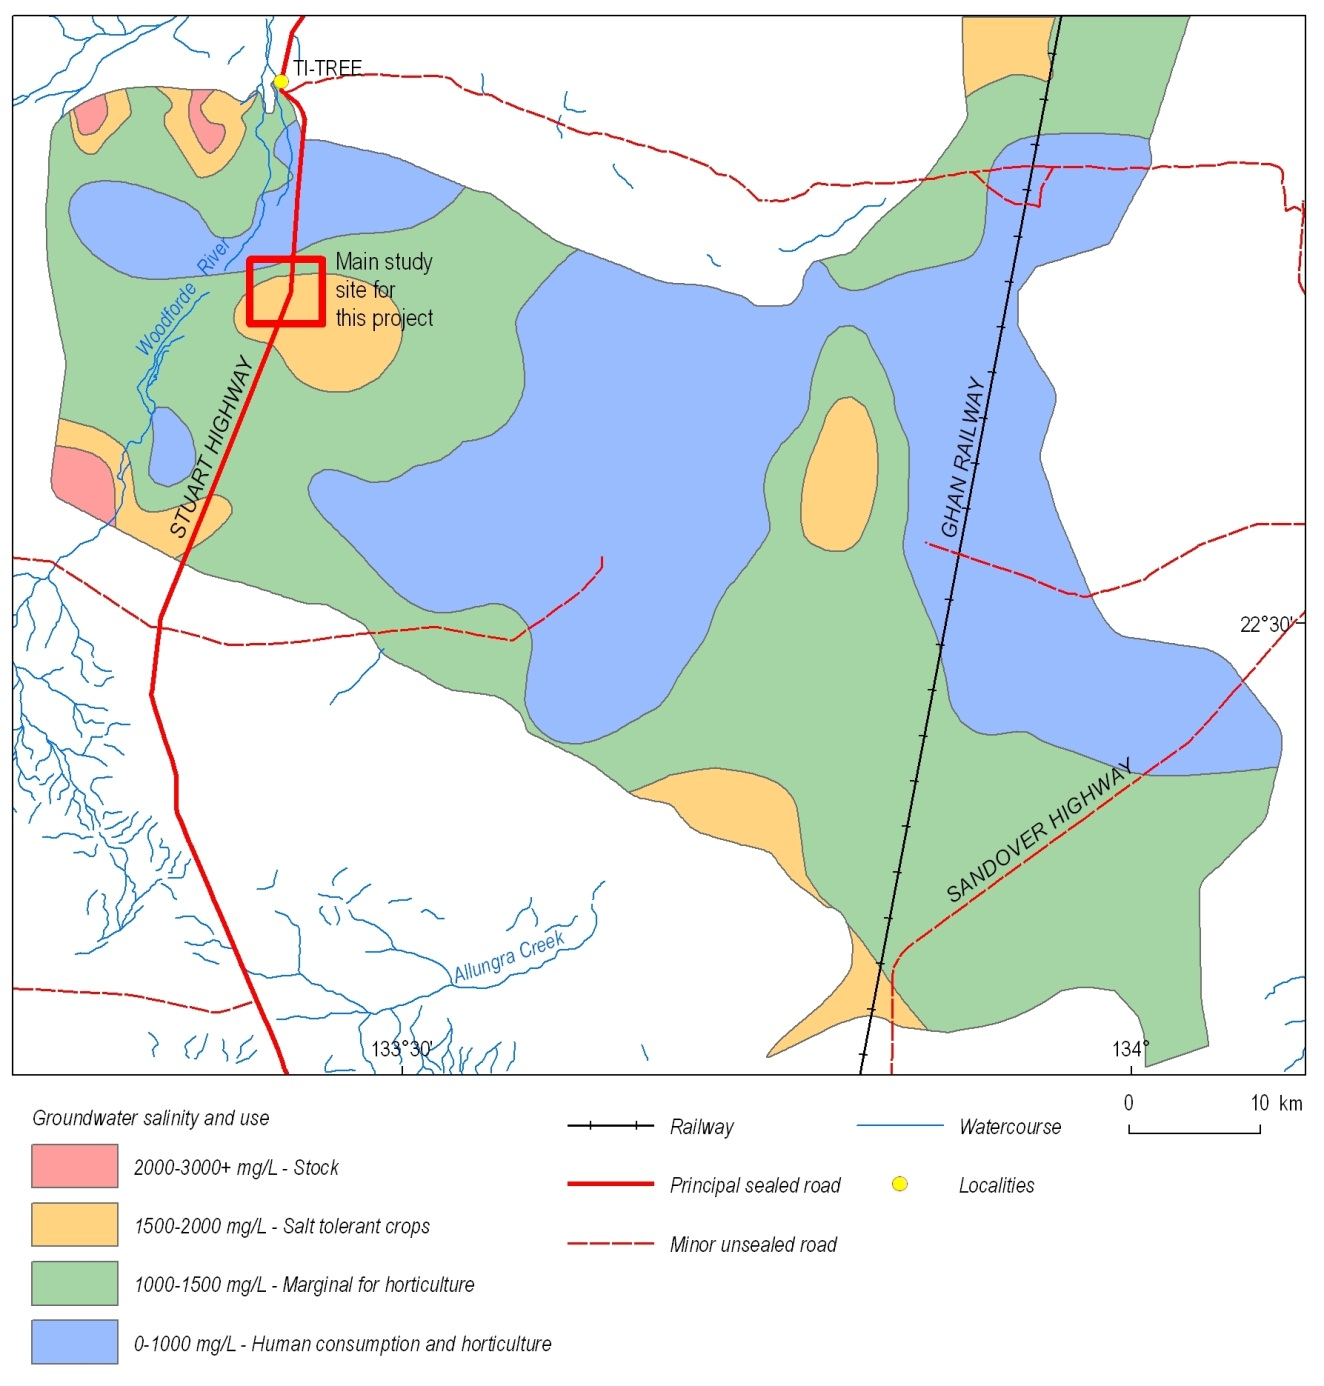 TI-TREE
Main study
site for
this project
Woodforde River
STUART HIGHWAY
GHAN RAILWAY
22°30'
SANDOVER HIGHWAY
Allungra Creek
133°30'
134°
Groundwater salinity and use
2000-3000+ mg/L - Stock
1500-2000 mg/L - Salt tolerant crops
1000-1500 mg/L - Marginal for horticulture
0-1000 mg/L - Human consumption and horticulture
Railway
Principal sealed road
Minor unsealed road
Watercourse
Localities
0 10 km